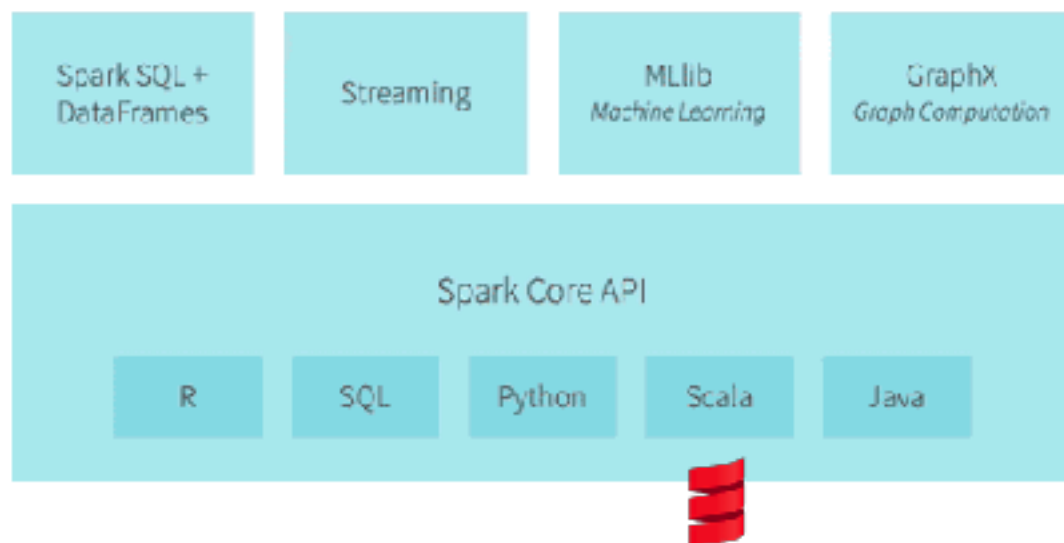 Spark SQL +
DataFrames
Streaming
MLlib
Machine Learning
GraphX
Graph Computation
Spark Core API
R
SQL
Python
Scala
Java